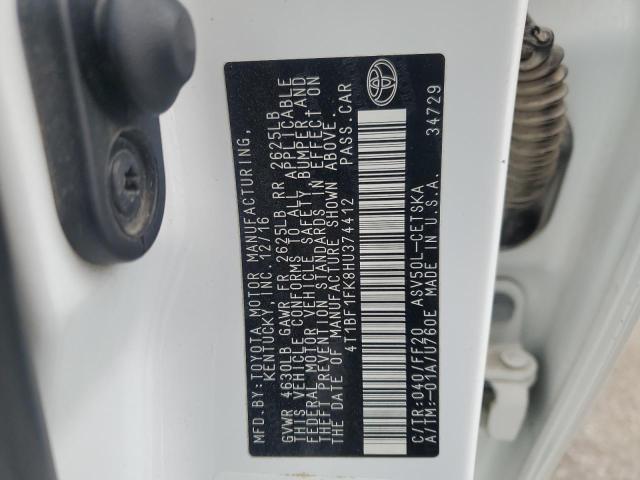 MFD.BY:TOYOTA MOTOR MANUFACTURING,
KENTUCKY, INC. 12/16
GVWR 4630LB GAWR FR 2625LB RR 2625LB
THIS VEHICLE CONFORMS TO ALL APPLICABLE
FEDERAL MOTOR VEHICLE SAFETY, BUMPER, AND
THEFT PREVENTION STANDARDS IN EFFECT ON
THE DATE OF MANUFACTURE SHOWN ABOVE.
4T1BF1FK8HU374412 PASS. CAR
C/TR:040/FF20 ASV50L-CETSKA
A/TM:-01A/U760E MADE IN U.S.A.
34729